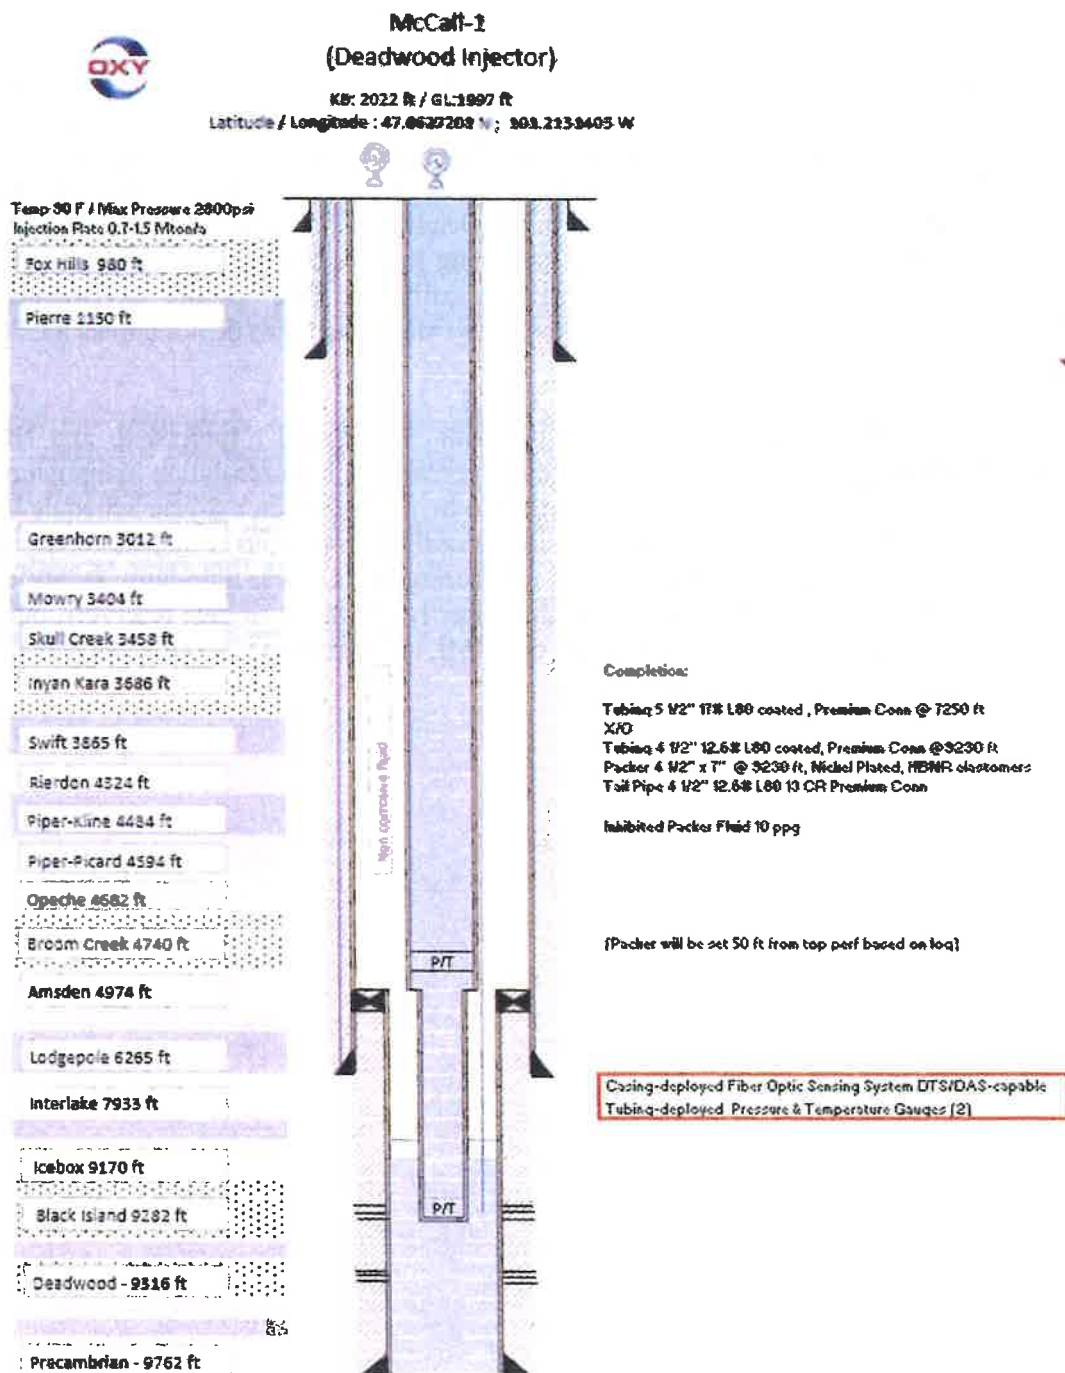 McCall-1
OXY
(Deadwood Injector)
KB: 2022 ft / GL:1997 ft
Latitude / Longitude :
Temp 80 F / Max Pressure 2800psi
Injection Rate 0.7-1.5 Mton/a
Fox Hills 980 ft
Pierre 1150 ft
Greenhorn 3012 ft
Mowry 3404 ft
Skull Creek 3458 ft
Inyan Kara 3686 ft
Swift 3865 ft
Rierdon 4324 ft
Piper-Kline 4484 ft
Piper-Picard 4594 ft
Opeche 4682 ft
Broom Creek 4740 ft
Amsden 4974 ft
Lodgepole 6265 ft
Interlake 7933 ft
Icebox 9170 ft
Black Island 9282 ft
Deadwood - 9316 ft
Precambrian - 9762 ft
Non corrosive fluid
P/T
P/T
Completion:
Tubing 5 1/2" 17# L80 coated , Premium Conn @ 7250 ft
X/O
Tubing 4 1/2" 12.6# L80 coated, Premium Conn @9230 ft
Packer 4 1/2" x 7" @ 9230 ft, Nickel Plated, HBNR elastomers
Tail Pipe 4 1/2" 12.6# L80 13 CR Premium Conn
Inhibited Packer Fluid 10 ppg
(Packer will be set 50 ft from top perf based on log)
Casing-deployed Fiber Optic Sensing System DTS/DAS-capable
Tubing-deployed Pressure & Temperature Gauges (2)